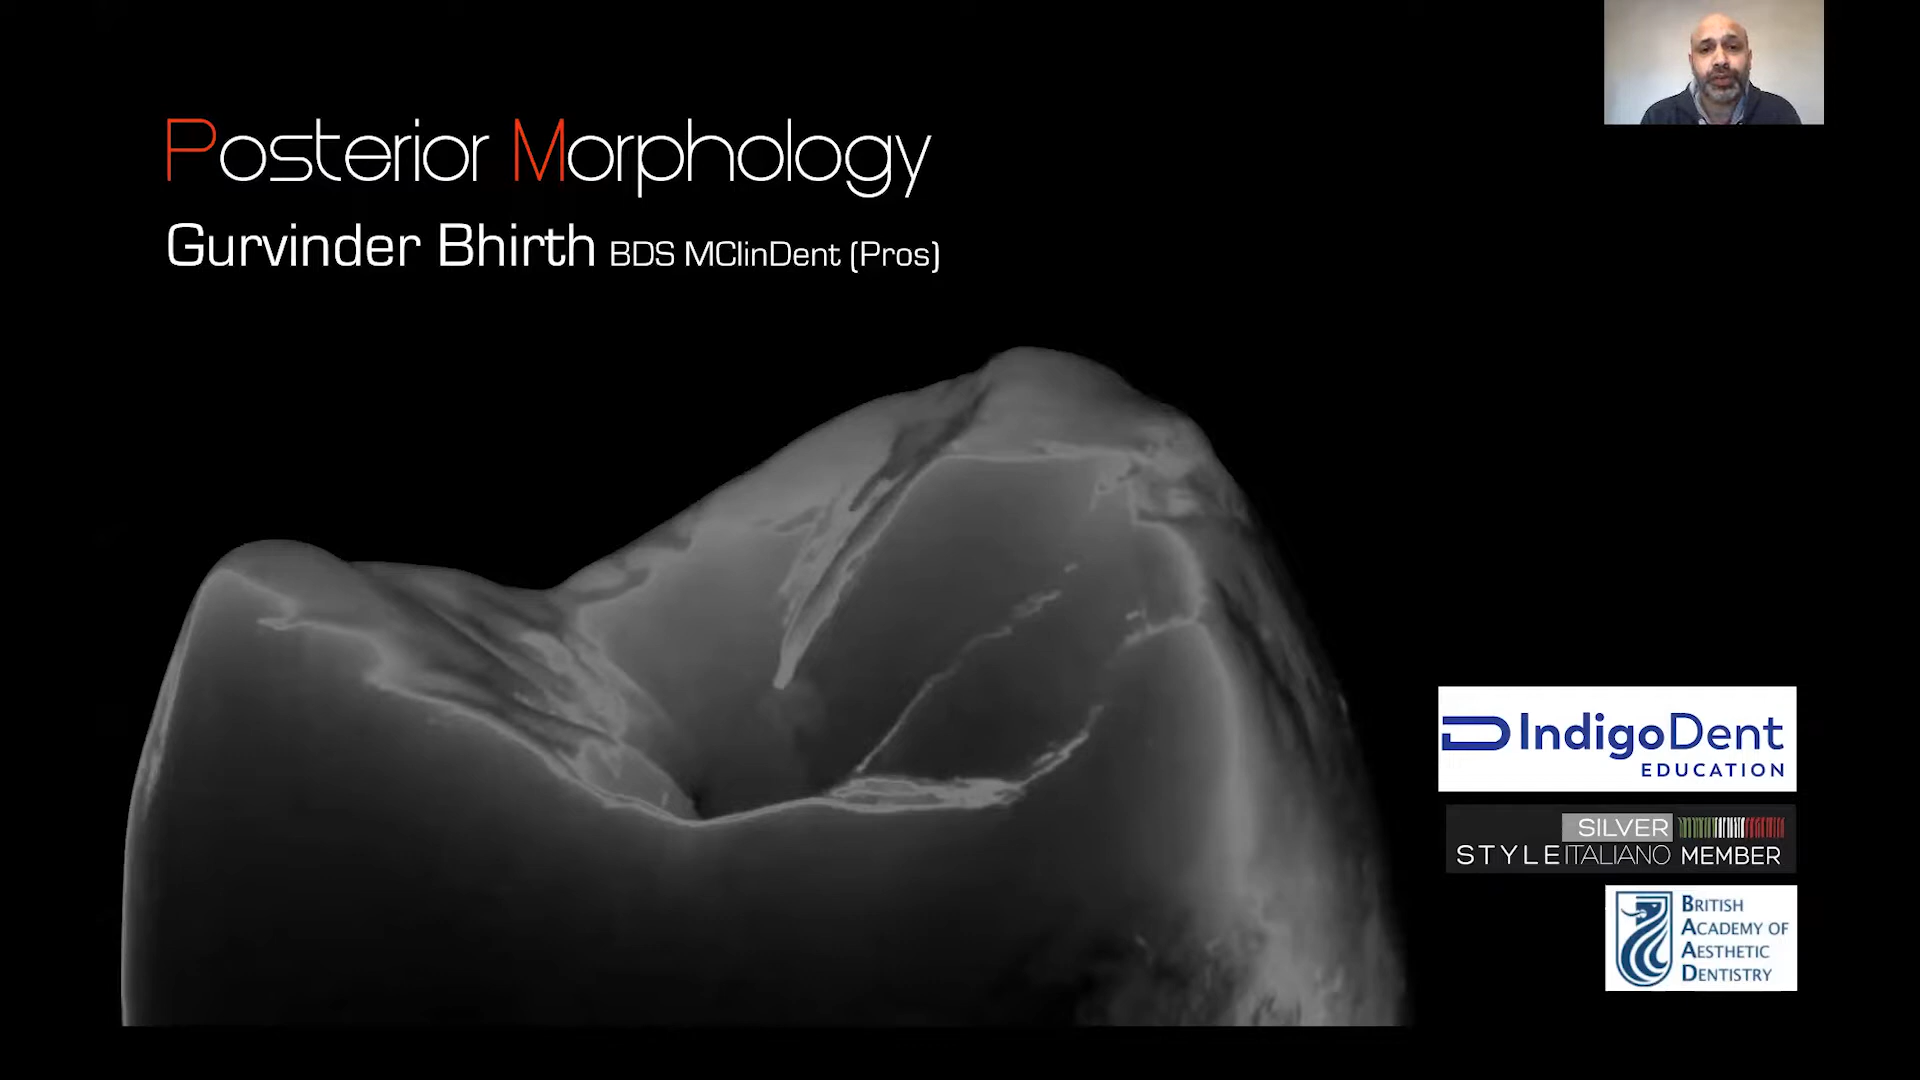 Posterior Morphology
Gurvinder Bhirth BDS MClinDent (Pros)
IndigoDent
EDUCATION
SILVER
STYLEITALIANO MEMBER
BRITISH
ACADEMY OF
AESTHETIC
DENTISTRY